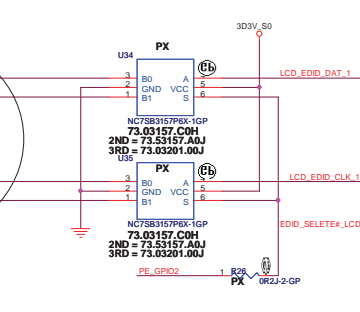 3D3V_S0
PX
U34
3 B0 A 4 LCD_EDID_DAT_1
2 GND VCC 5
1 B1 S 6
NC7SB3157P6X-1GP
73.03157.C0H
2ND = 73.53157.A0J
3RD = 73.03201.00J
U35
PX
3 B0 A 4 LCD_EDID_CLK_1
2 GND VCC 5
1 B1 S 6
EDID_SELETE#_LCD
NC7SB3157P6X-1GP
73.03157.C0H
2ND = 73.53157.A0J
3RD = 73.03201.00J
PE_GPIO2 1 R26
PX 0R2J-2-GP